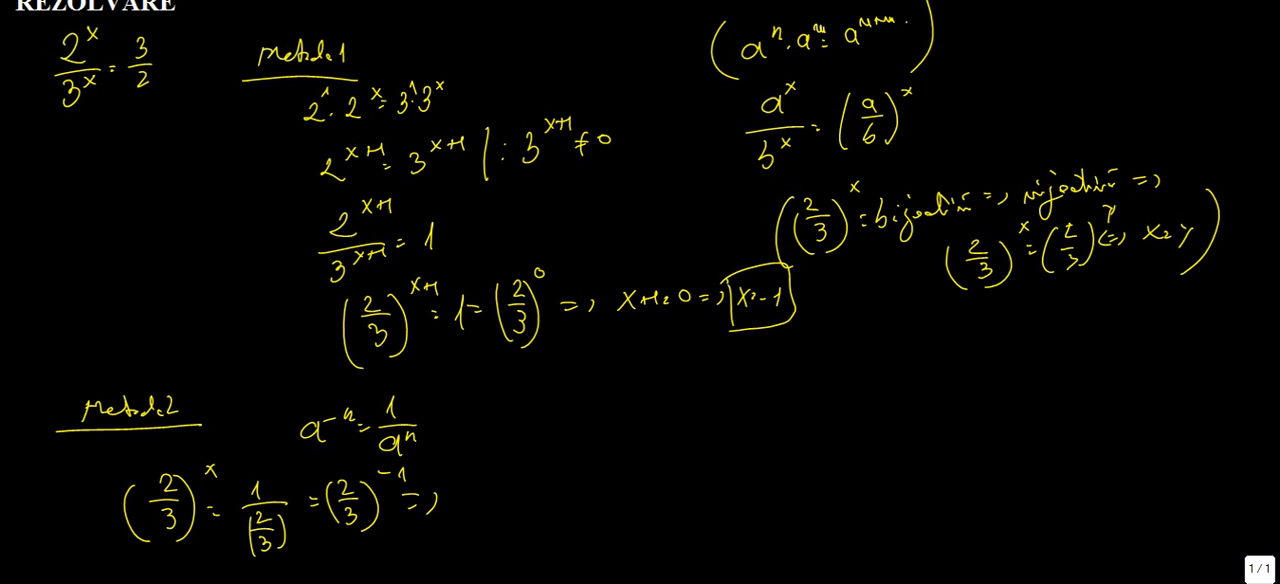 REZOLVARE
2^x / 3^x = 3/2
Metoda 1
2^1 · 2^x = 3^1 · 3^x
2^(x+1) = 3^(x+1) | : 3^(x+1) ≠ 0
2^(x+1) / 3^(x+1) = 1
(2/3)^(x+1) = 1 = (2/3)^0 => x+1=0 => x=-1
(a^n · a^m = a^(n+m))
a^x / b^x = (a/b)^x
((2/3)^x = bijectivă => injectivă =>
(2/3)^x = (2/3)^y (=> x=y)
Metoda 2
a^-n = 1/a^n
(2/3)^x = 1/(2/3) = (2/3)^-1 =>
1 / 1